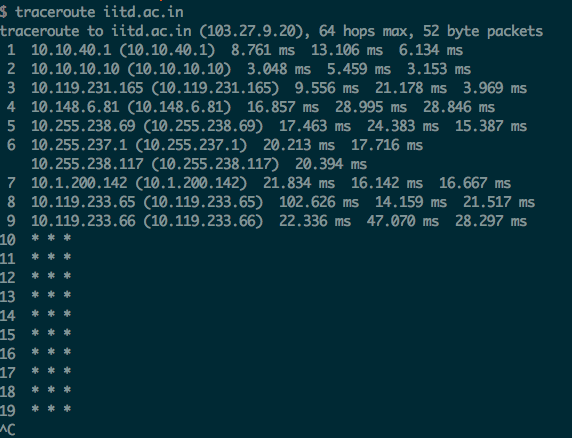 $ traceroute iitd.ac.in
traceroute to iitd.ac.in (103.27.9.20), 64 hops max, 52 byte packets
 1  10.10.40.1 (10.10.40.1)  8.761 ms  13.106 ms  6.134 ms
 2  10.10.10.10 (10.10.10.10)  3.048 ms  5.459 ms  3.153 ms
 3  10.119.231.165 (10.119.231.165)  9.556 ms  21.178 ms  3.969 ms
 4  10.148.6.81 (10.148.6.81)  16.857 ms  28.995 ms  28.846 ms
 5  10.255.238.69 (10.255.238.69)  17.463 ms  24.383 ms  15.387 ms
 6  10.255.237.1 (10.255.237.1)  20.213 ms  17.716 ms
    10.255.238.117 (10.255.238.117)  20.394 ms
 7  10.1.200.142 (10.1.200.142)  21.834 ms  16.142 ms  16.667 ms
 8  10.119.233.65 (10.119.233.65)  102.626 ms  14.159 ms  21.517 ms
 9  10.119.233.66 (10.119.233.66)  22.336 ms  47.070 ms  28.297 ms
10  * * *
11  * * *
12  * * *
13  * * *
14  * * *
15  * * *
16  * * *
17  * * *
18  * * *
19  * * *
^C